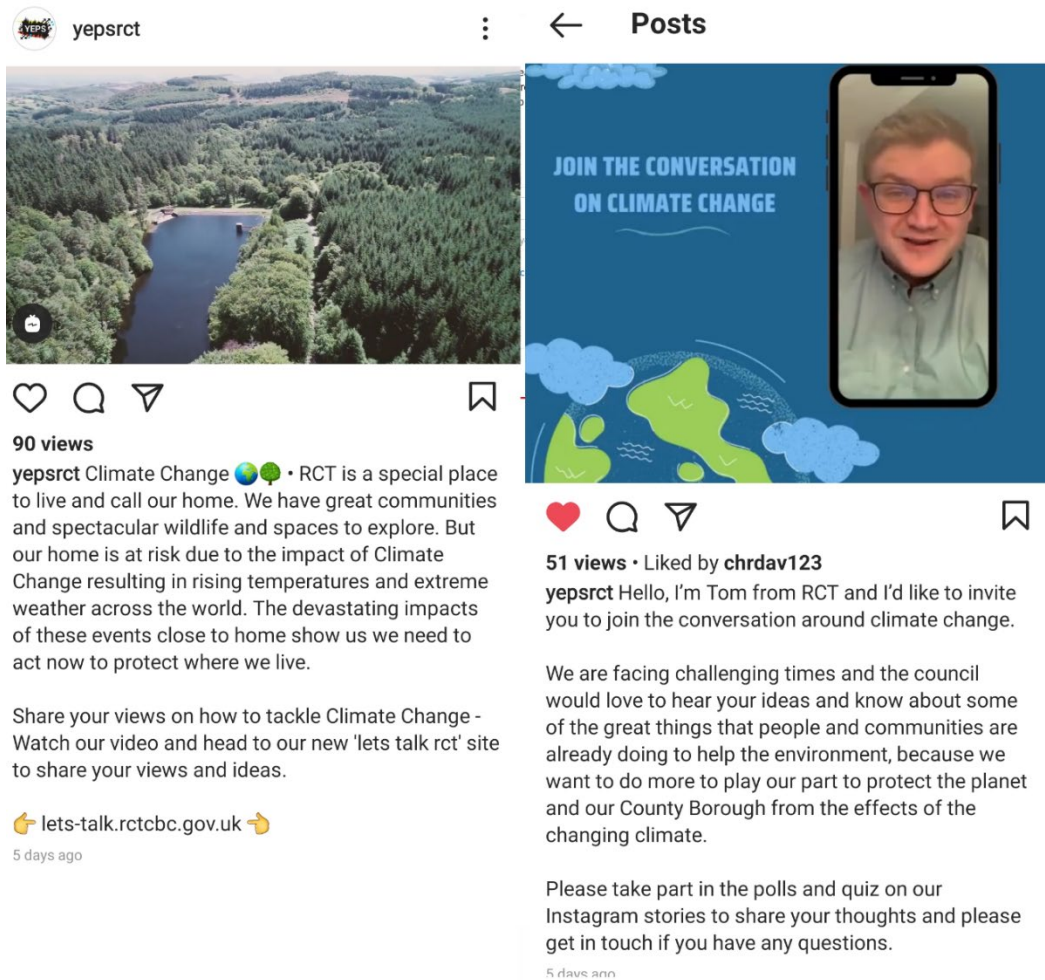 YEPS
yepsrct
90 views
yepsrct Climate Change 🌍🌳 • RCT is a special place
to live and call our home. We have great communities
and spectacular wildlife and spaces to explore. But
our home is at risk due to the impact of Climate
Change resulting in rising temperatures and extreme
weather across the world. The devastating impacts
of these events close to home show us we need to
act now to protect where we live.
Share your views on how to tackle Climate Change -
Watch our video and head to our new 'lets talk rct' site
to share your views and ideas.
👉 lets-talk.rctcbc.gov.uk 👈
5 days ago
Posts
JOIN THE CONVERSATION
ON CLIMATE CHANGE
51 views • Liked by chrdav123
yepsrct Hello, I'm Tom from RCT and I'd like to invite
you to join the conversation around climate change.
We are facing challenging times and the council
would love to hear your ideas and know about some
of the great things that people and communities are
already doing to help the environment, because we
want to do more to play our part to protect the planet
and our County Borough from the effects of the
changing climate.
Please take part in the polls and quiz on our
Instagram stories to share your thoughts and please
get in touch if you have any questions.
5 days ago